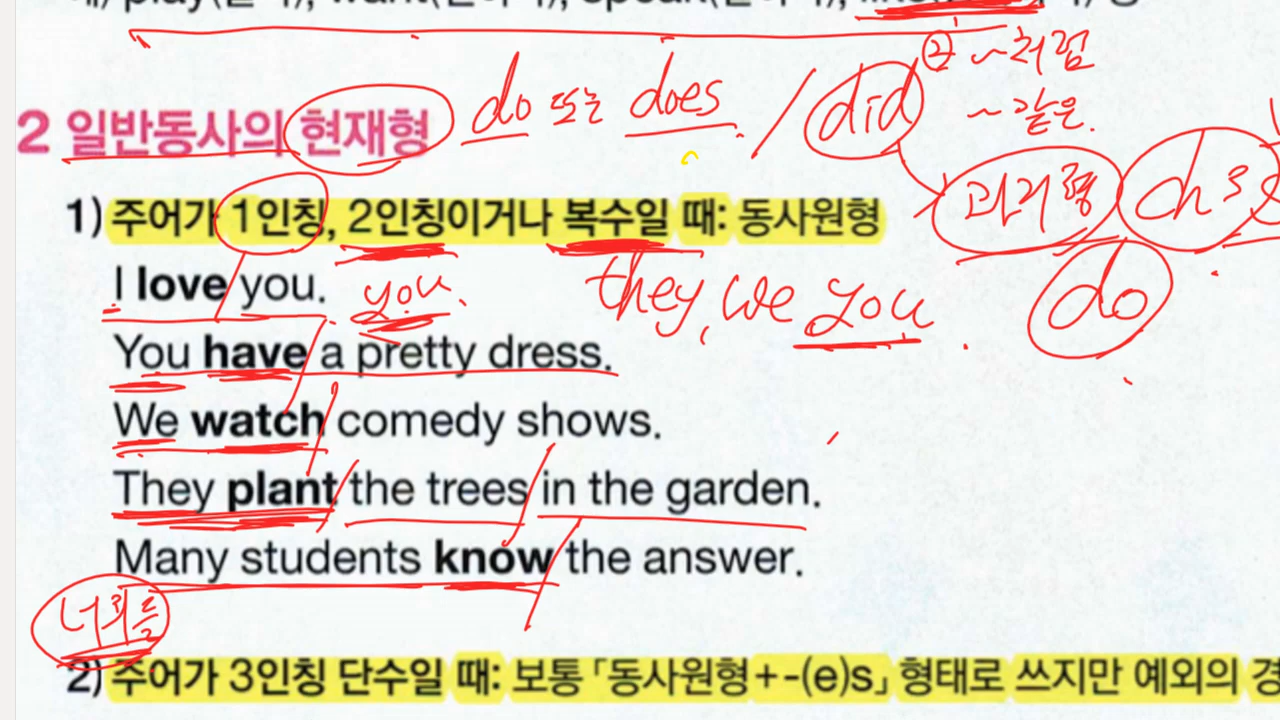 do 또는 does / did ② ~처럼
~같은.
2 일반동사의 현재형
과거형
1) 주어가 1인칭, 2인칭이거나 복수일 때: 동사원형
I love you. you. they, we you do
You have a pretty dress.
We watch comedy shows.
They plant the trees in the garden.
Many students know the answer.
너희들
2) 주어가 3인칭 단수일 때: 보통 「동사원형+-(e)s」 형태로 쓰지만 예외의